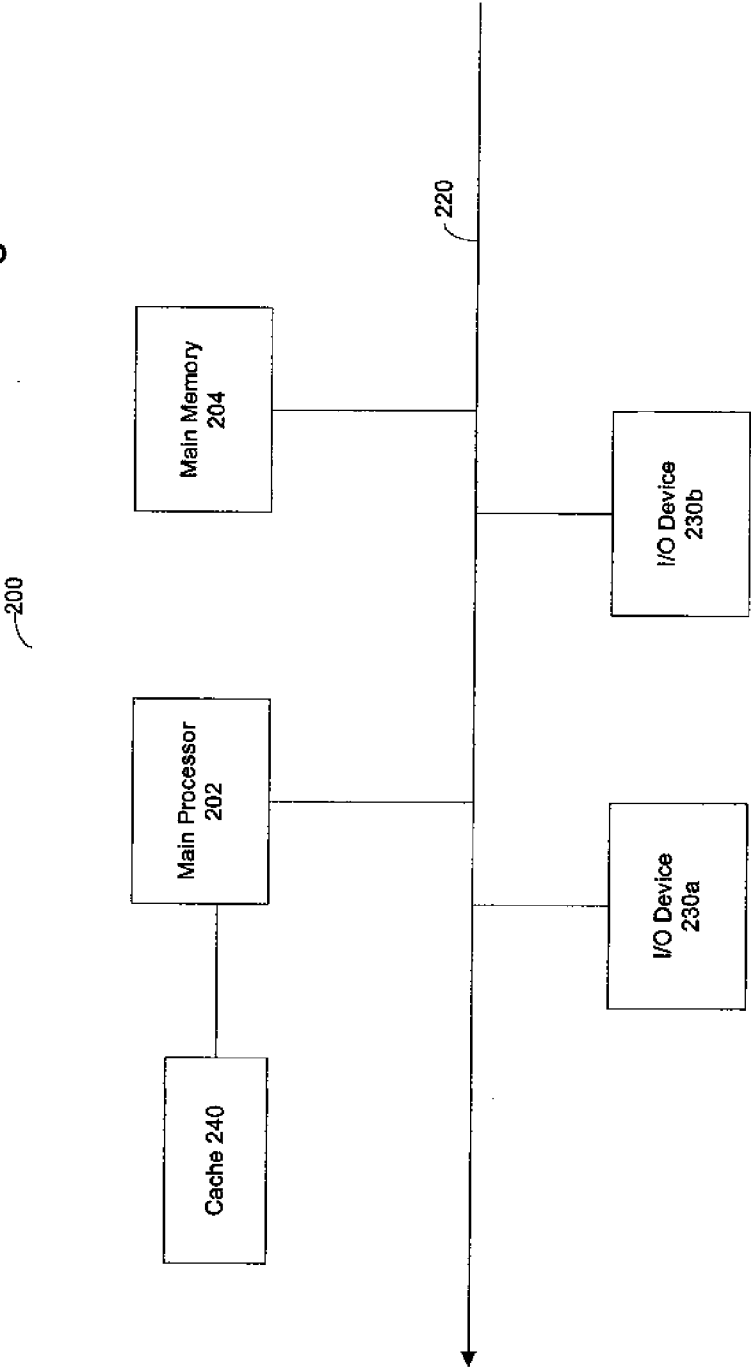 200
Cache 240
Main Processor
202
Main Memory
204
220
I/O Device
230a
I/O Device
230b